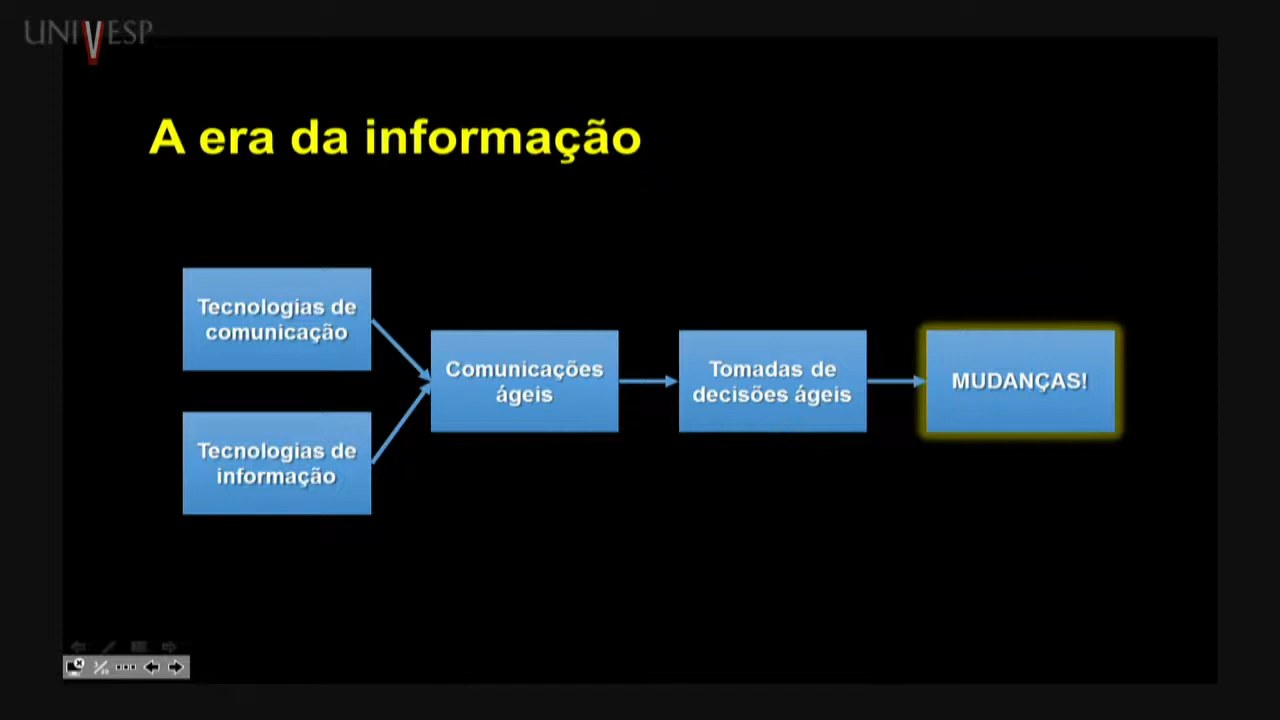 UNIVESP
A era da informação
Tecnologias de
comunicação
Tecnologias de
informação
Comunicações
ágeis
Tomadas de
decisões ágeis
MUDANÇAS!